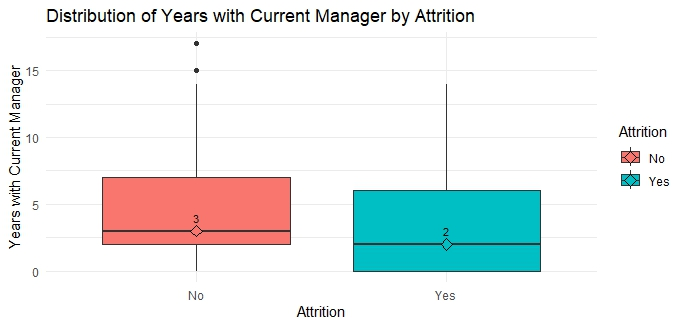 Distribution of Years with Current Manager by Attrition
Years with Current Manager
15
10
5
0
3
2
No
Yes
Attrition
Attrition
No
Yes